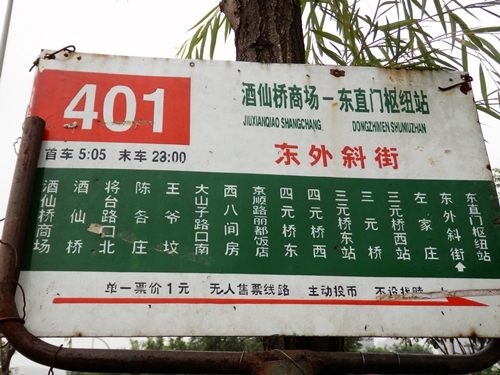 401
酒仙桥商场－东直门枢纽站
JIUXIANQIAO SHANGCHANG DONGZHIMEN SHUNIUZHAN
首车 5:05 末车 23:00
东外斜街
酒仙桥商场
酒仙桥
将台路口北
陈各庄
王爷坟
大山子路口南
西八间房
京顺路丽都饭店
四元桥西
四元桥东
三元桥东站
三元桥
三元桥西站
左家庄
东外斜街
东直门枢纽站
单一票价1元 无人售票线路 主动投币 不设找赎